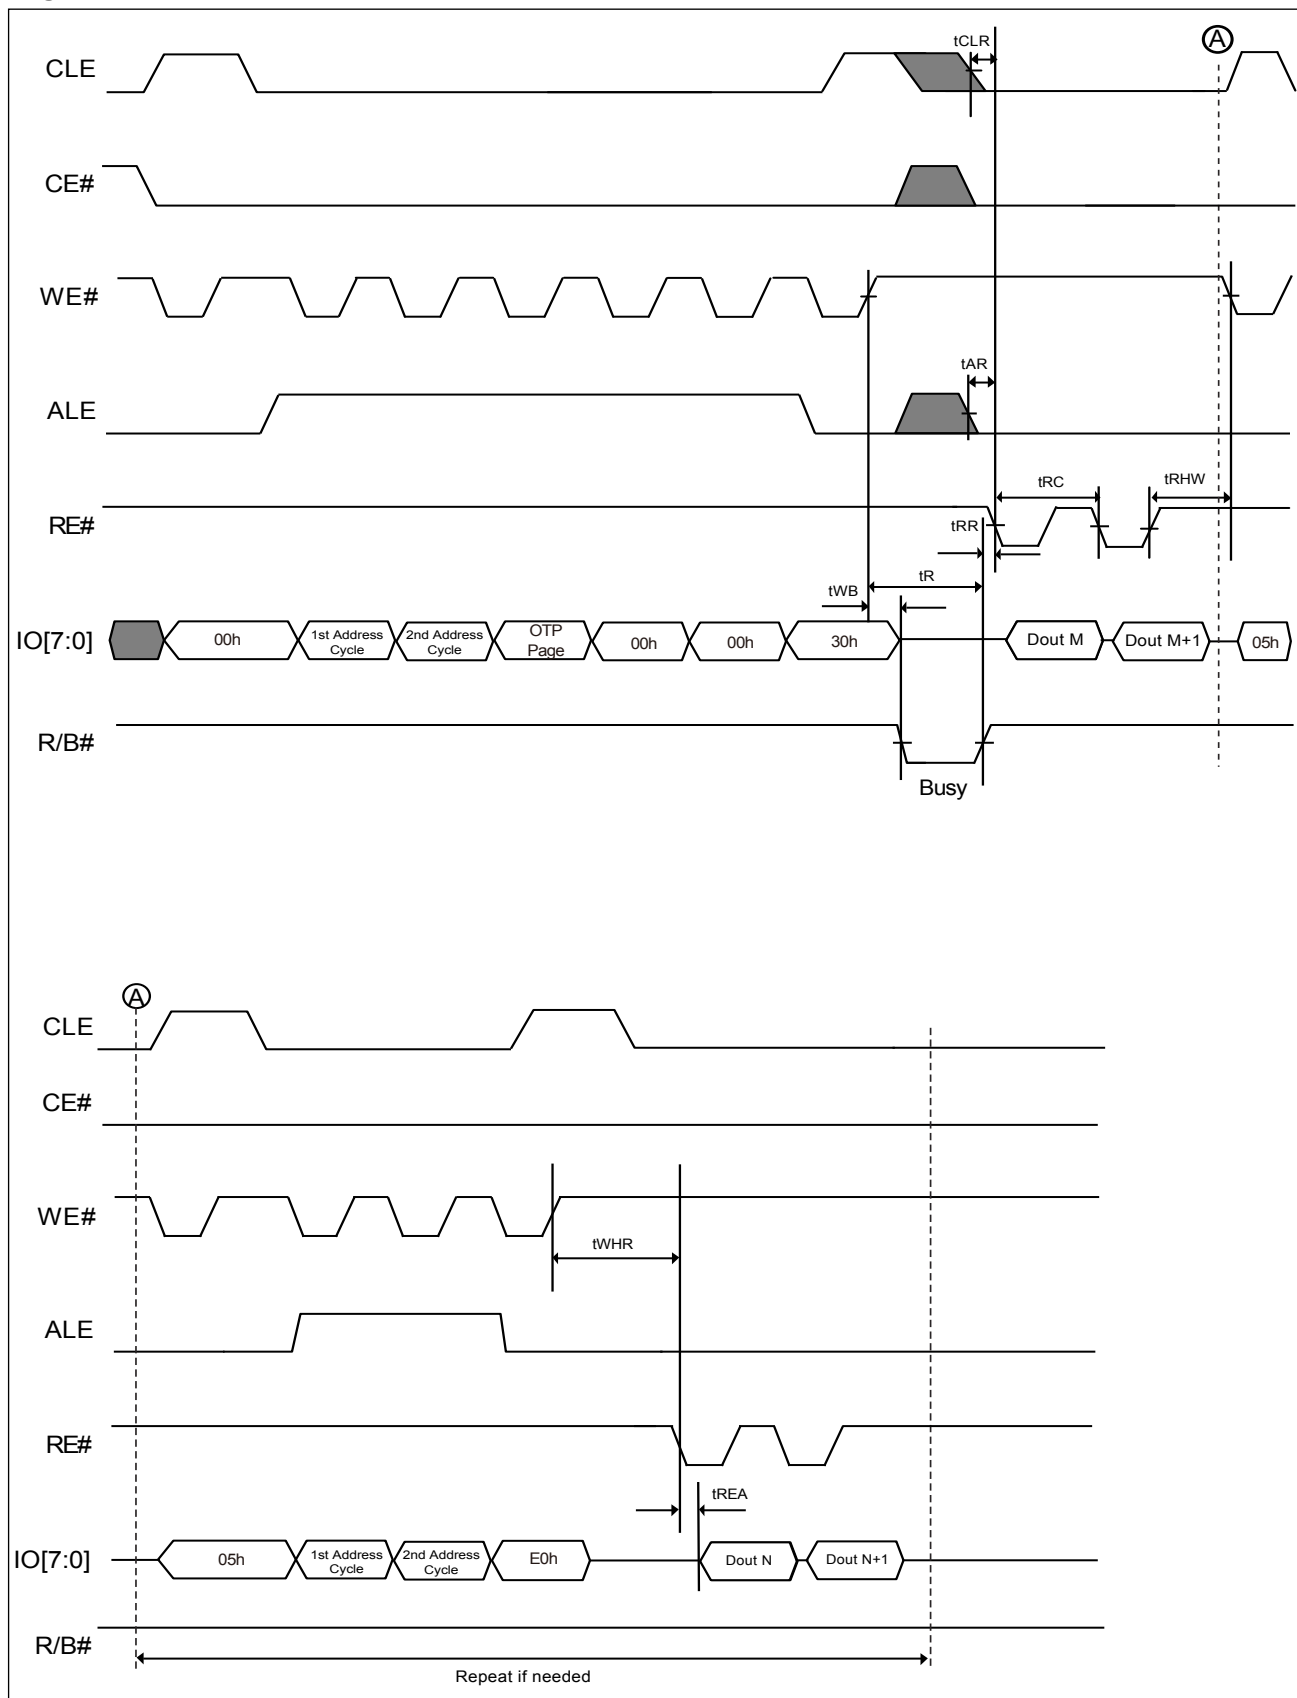 A
tCLR
CLE
CE#
WE#
tAR
ALE
tRC
tRHW
RE#
tRR
tR
tWB
IO[7:0]
00h
1st Address
Cycle
2nd Address
Cycle
OTP
Page
00h
00h
30h
Dout M
Dout M+1
05h
R/B#
Busy
A
CLE
CE#
WE#
tWHR
ALE
RE#
tREA
IO[7:0]
05h
1st Address
Cycle
2nd Address
Cycle
E0h
Dout N
Dout N+1
R/B#
Repeat if needed